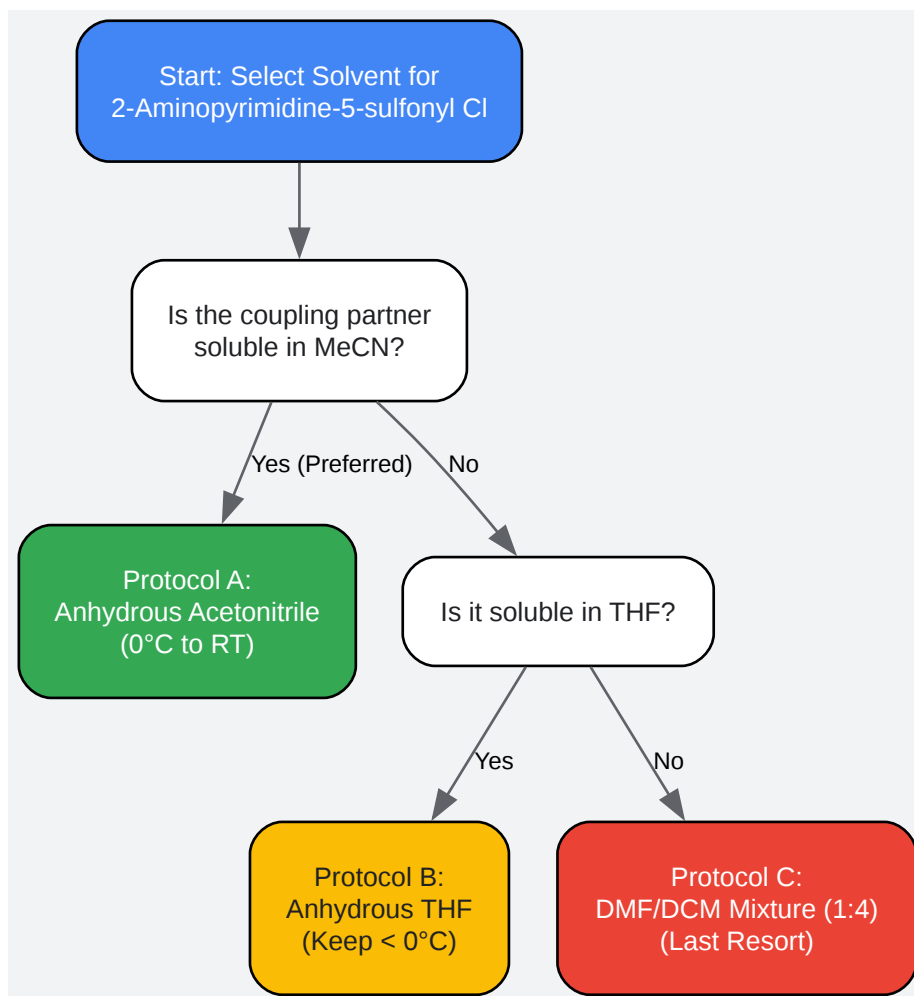 Start: Select Solvent for
2-Aminopyrimidine-5-sulfonyl Cl
Is the coupling partner
soluble in MeCN?
Yes (Preferred)
No
Protocol A:
Anhydrous Acetonitrile
(0°C to RT)
Is it soluble in THF?
Yes
No
Protocol B:
Anhydrous THF
(Keep < 0°C)
Protocol C:
DMF/DCM Mixture (1:4)
(Last Resort)